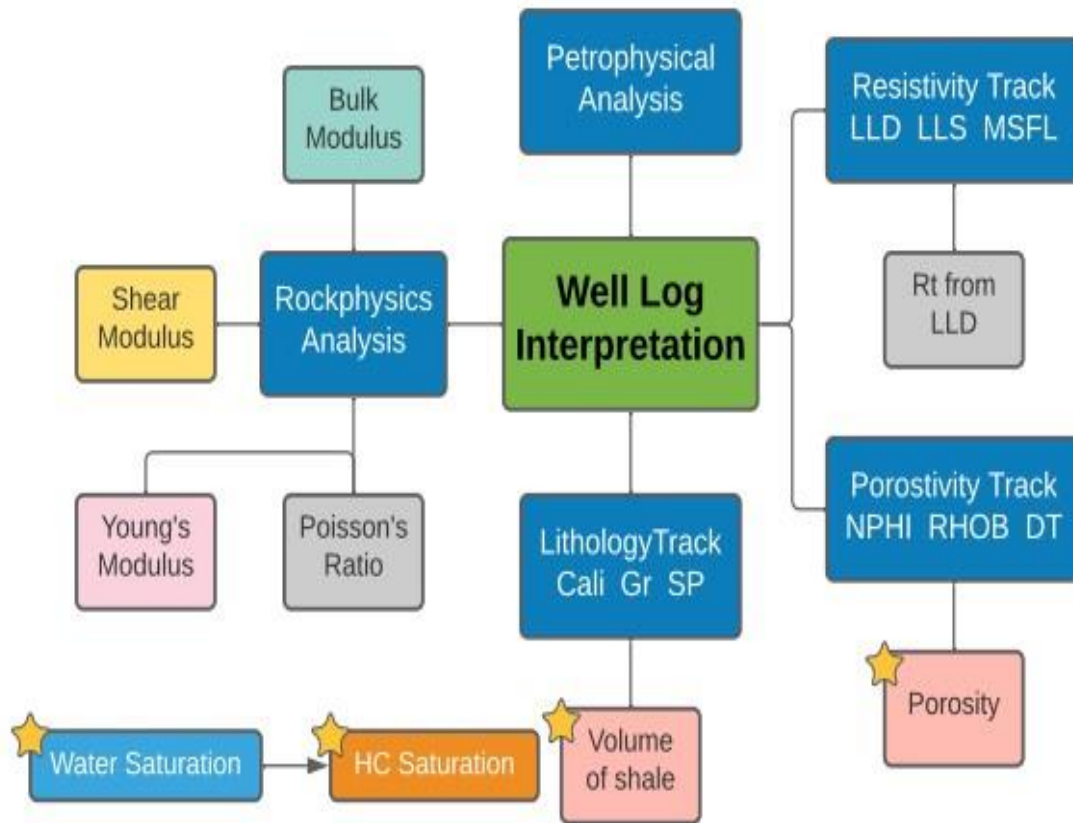 Petrophysical
Analysis
Bulk
Modulus
Resistivity Track
LLD LLS MSFL
Shear
Modulus
Rockphysics
Analysis
Well Log
Interpretation
Rt from
LLD
Young's
Modulus
Poisson's
Ratio
LithologyTrack
Cali Gr SP
Porostivity Track
NPHI RHOB DT
Water Saturation
HC Saturation
Volume
of shale
Porosity